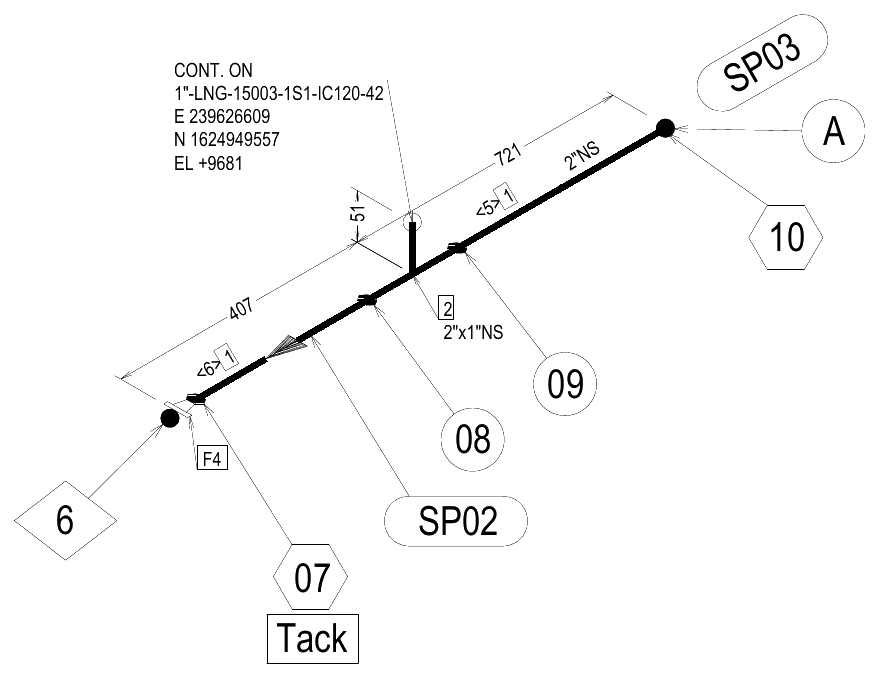 SP03
CONT. ON
1"-LNG-15003-1S1-IC120-42
E 239626609
N 1624949557
EL +9681
A
721
2"NS
51
<5> 1
10
407
2
2"x1"NS
<6> 1
09
08
F4
6
SP02
07
Tack